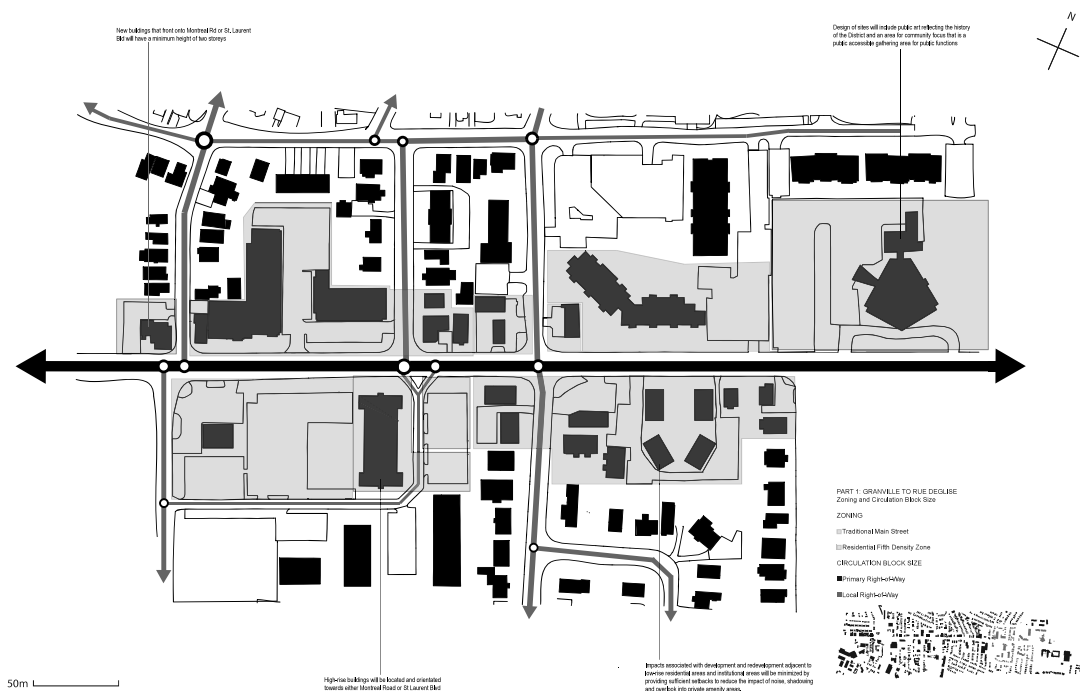 New buildings that front onto Montreal Rd or St. Laurent
Bld will have a minimum height of two storeys
Design of sites will include public art reflecting the history
of the District and an area for community focus that is a
public accessible gathering area for public functions
N
PART 1: GRANVILLE TO RUE DEGLISE
Zoning and Circulation Block Size
ZONING
Traditional Main Street
Residential Fifth Density Zone
CIRCULATION BLOCK SIZE
Primary Right-of-Way
Local Right-of-Way
High-rise buildings will be located and orientated
towards either Montreal Road or St.Laurent Blvd
Impacts associated with development and redevelopment adjacent to
low-rise residential areas and institutional areas will be minimized by
providing sufficient setbacks to reduce the impact of noise, shadowing
and overlook into private amenity areas.
50m